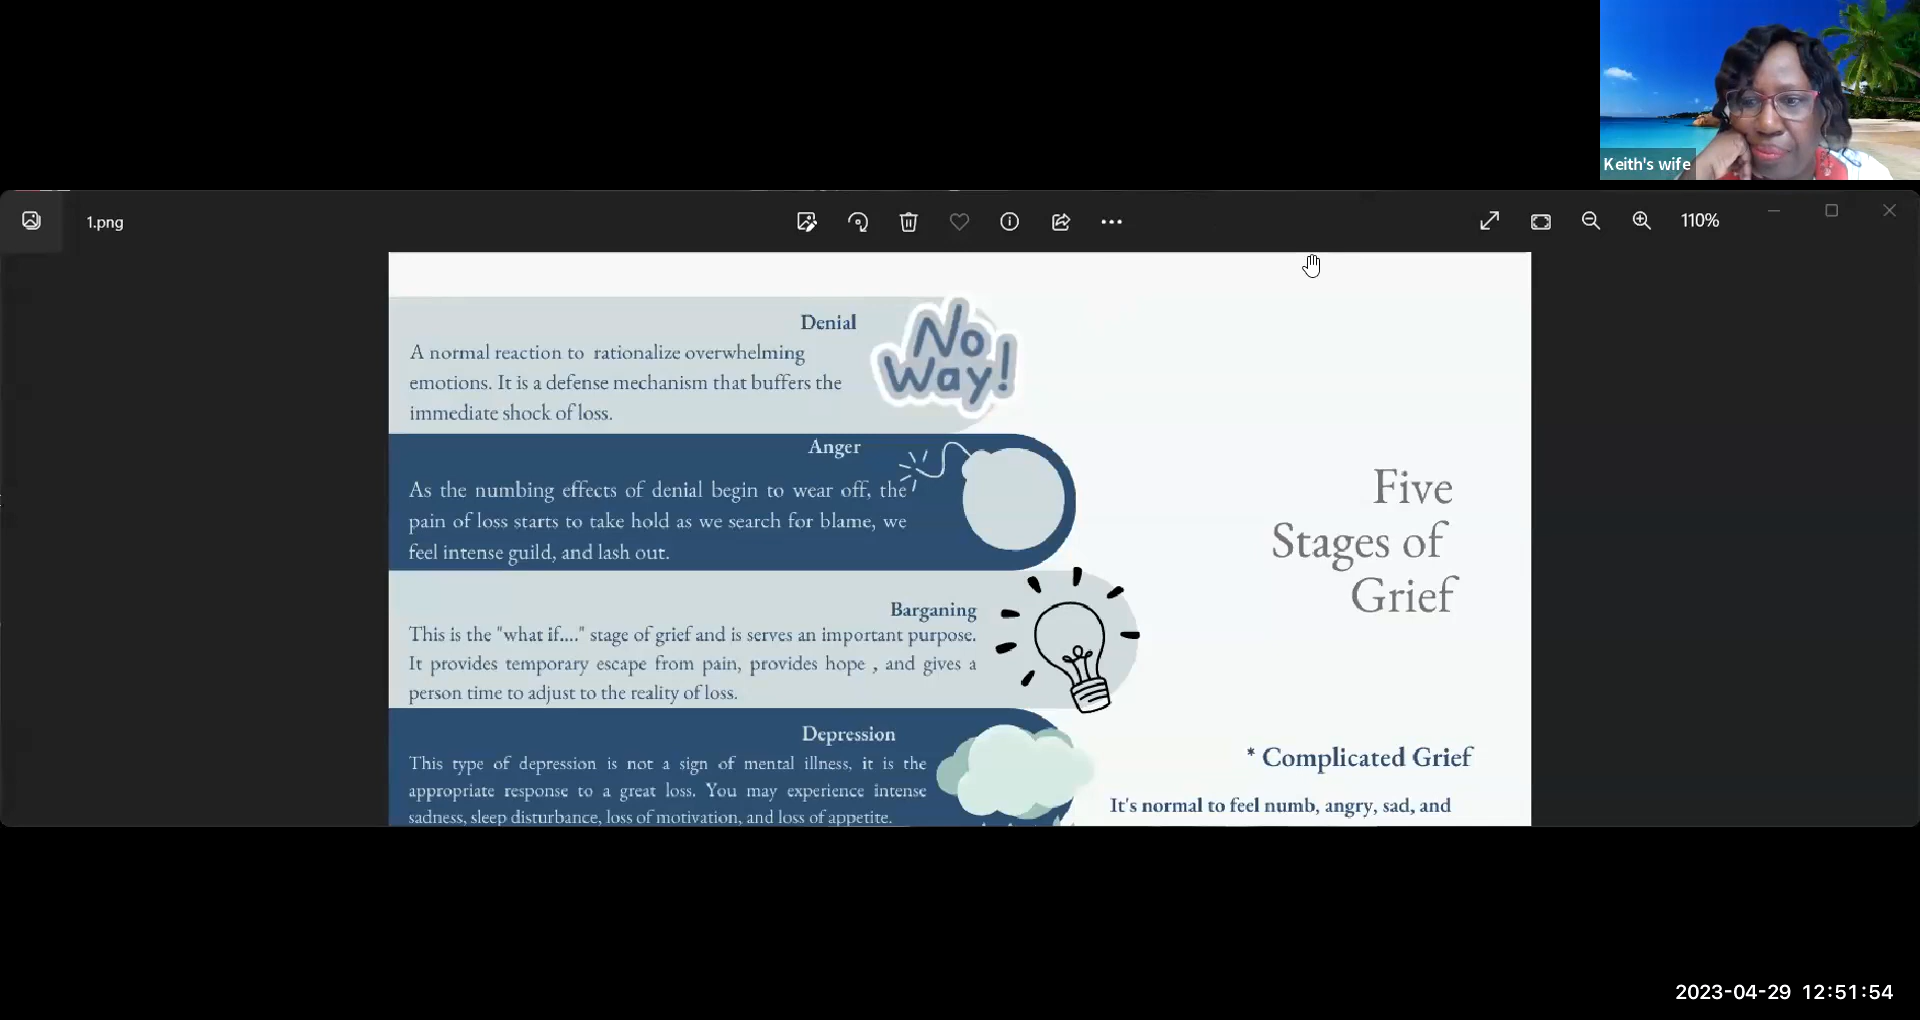 Keith's wife
1.png
110%
Denial
A normal reaction to rationalize overwhelming
emotions. It is a defense mechanism that buffers the
immediate shock of loss.
No
Way!
Anger
As the numbing effects of denial begin to wear off, the
pain of loss starts to take hold as we search for blame, we
feel intense guild, and lash out.
Barganing
This is the "what if...." stage of grief and is serves an important purpose.
It provides temporary escape from pain, provides hope , and gives a
person time to adjust to the reality of loss.
Depression
This type of depression is not a sign of mental illness, it is the
appropriate response to a great loss. You may experience intense
sadness, sleep disturbance, loss of motivation, and loss of appetite.
Five
Stages of
Grief
* Complicated Grief
It's normal to feel numb, angry, sad, and
2023-04-29 12:51:54